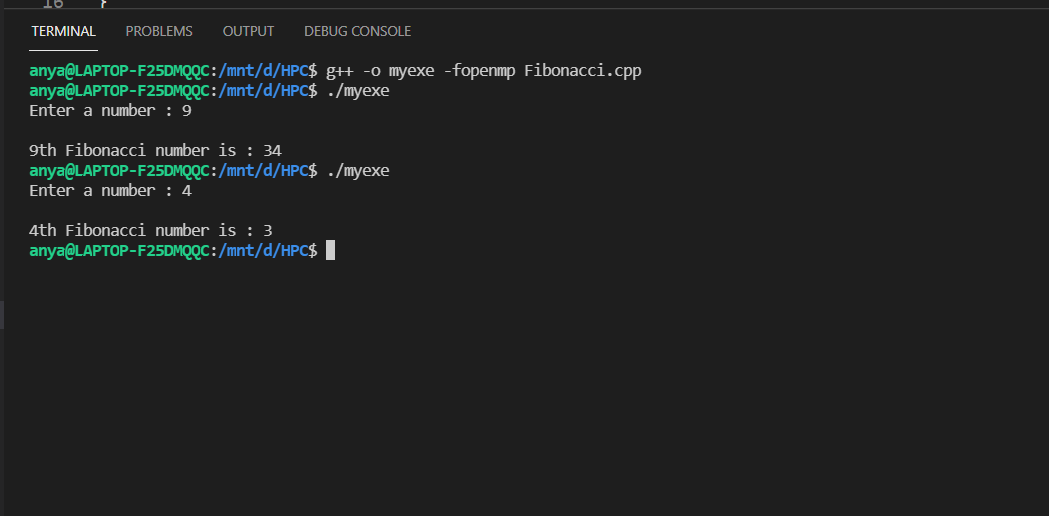 16 }
TERMINAL PROBLEMS OUTPUT DEBUG CONSOLE
anya@LAPTOP-F25DMQQC:/mnt/d/HPC$ g++ -o myexe -fopenmp Fibonacci.cpp
anya@LAPTOP-F25DMQQC:/mnt/d/HPC$ ./myexe
Enter a number : 9
9th Fibonacci number is : 34
anya@LAPTOP-F25DMQQC:/mnt/d/HPC$ ./myexe
Enter a number : 4
4th Fibonacci number is : 3
anya@LAPTOP-F25DMQQC:/mnt/d/HPC$